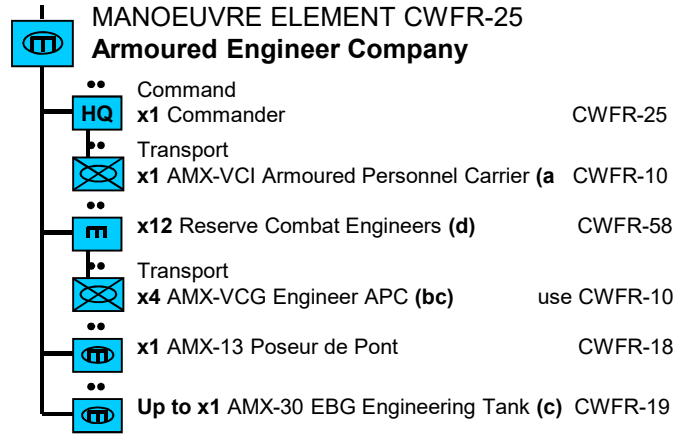 MANOEUVRE ELEMENT CWFR-25
Armoured Engineer Company
Command
HQ x1 Commander CWFR-25
Transport
x1 AMX-VCI Armoured Personnel Carrier (a CWFR-10
x12 Reserve Combat Engineers (d) CWFR-58
Transport
x4 AMX-VCG Engineer APC (bc) use CWFR-10
x1 AMX-13 Poseur de Pont CWFR-18
Up to x1 AMX-30 EBG Engineering Tank (c) CWFR-19